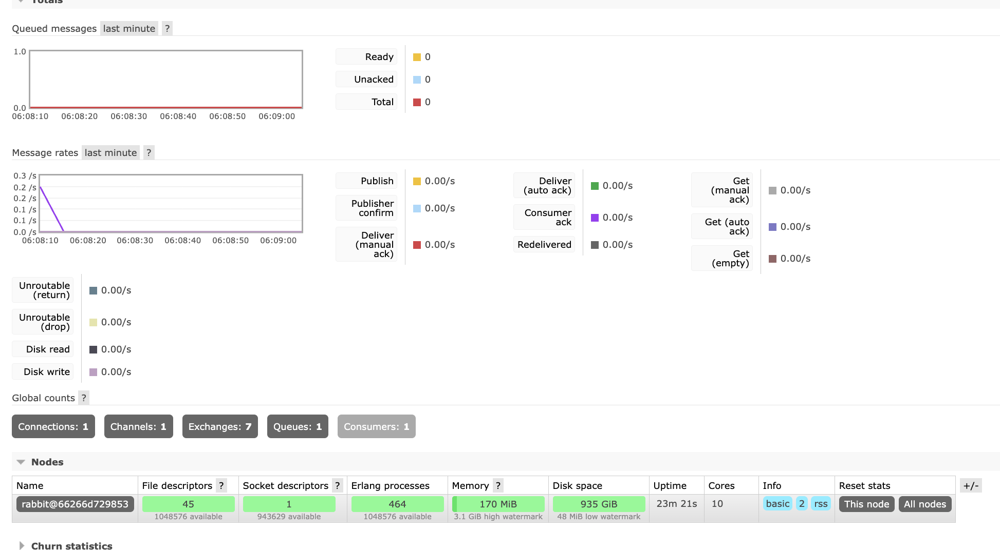 Totals
Queued messages last minute ?
1.0
0.0
06:08:10 06:08:20 06:08:30 06:08:40 06:08:50 06:09:00
Ready 0
Unacked 0
Total 0
Message rates last minute ?
0.3 /s
0.2 /s
0.2 /s
0.1 /s
0.1 /s
0.0 /s
06:08:10 06:08:20 06:08:30 06:08:40 06:08:50 06:09:00
Publish 0.00/s
Publisher
confirm 0.00/s
Deliver
(manual
ack) 0.00/s
Deliver
(auto ack) 0.00/s
Consumer
ack 0.00/s
Redelivered 0.00/s
Get
(manual
ack) 0.00/s
Get (auto
ack) 0.00/s
Get
(empty) 0.00/s
Unroutable
(return) 0.00/s
Unroutable
(drop) 0.00/s
Disk read 0.00/s
Disk write 0.00/s
Global counts ?
Connections: 1 Channels: 1 Exchanges: 7 Queues: 1 Consumers: 1
Nodes
Name File descriptors ? Socket descriptors ? Erlang processes Memory ? Disk space Uptime Cores Info Reset stats +/-
rabbit@66266d729853 45 1 464 170 MiB 935 GiB 23m 21s 10 basic 2 rss This node All nodes
1048576 available 943629 available 1048576 available 3.1 GiB high watermark 48 MiB low watermark
Churn statistics